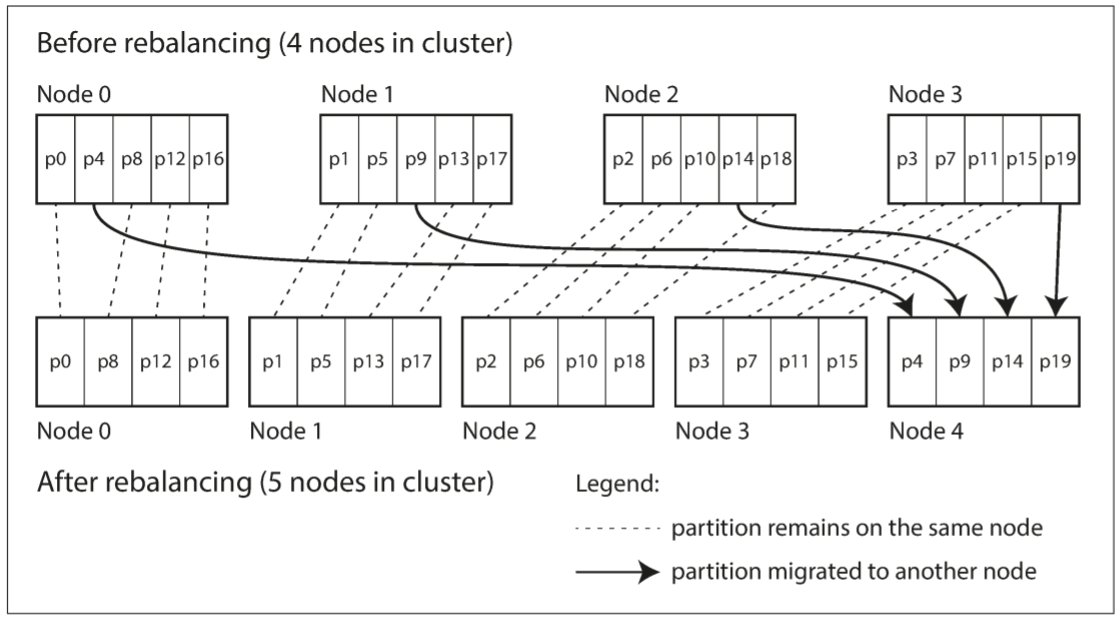 Before rebalancing (4 nodes in cluster)
Node 0 Node 1 Node 2 Node 3
p0 p4 p8 p12 p16 p1 p5 p9 p13 p17 p2 p6 p10 p14 p18 p3 p7 p11 p15 p19
p0 p8 p12 p16 p1 p5 p13 p17 p2 p6 p10 p18 p3 p7 p11 p15 p4 p9 p14 p19
Node 0 Node 1 Node 2 Node 3 Node 4
After rebalancing (5 nodes in cluster)
Legend:
partition remains on the same node
partition migrated to another node